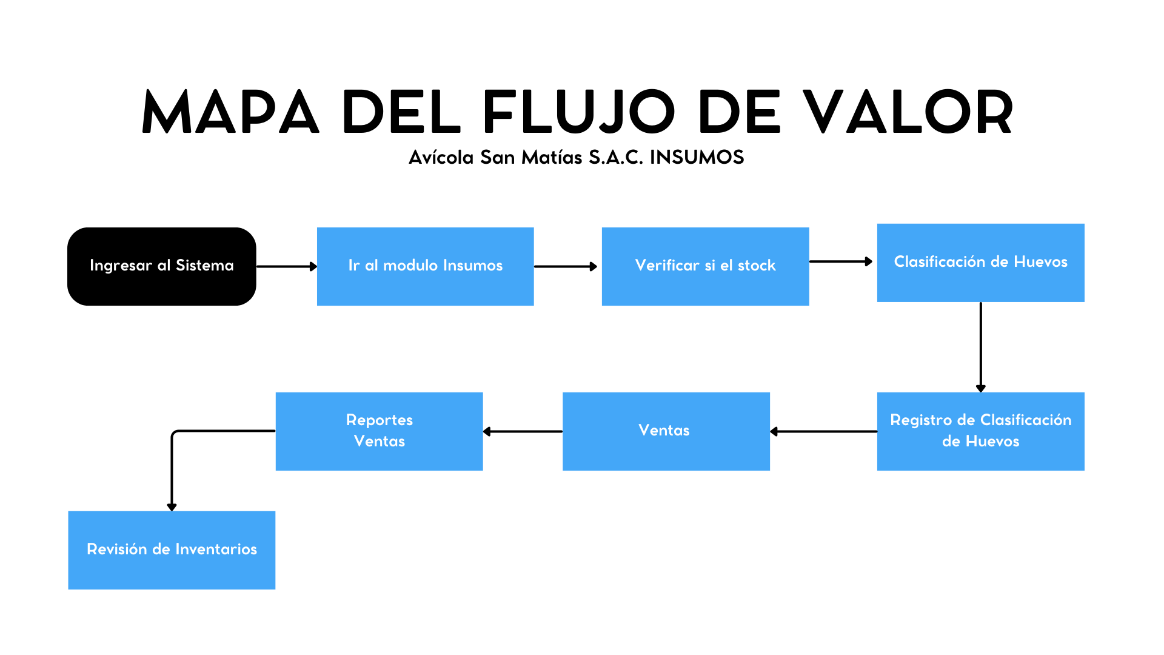 MAPA DEL FLUJO DE VALOR
Avícola San Matías S.A.C. INSUMOS
Ingresar al Sistema
Ir al modulo Insumos
Verificar si el stock
Clasificación de Huevos
Registro de Clasificación
de Huevos
Ventas
Reportes
Ventas
Revisión de Inventarios